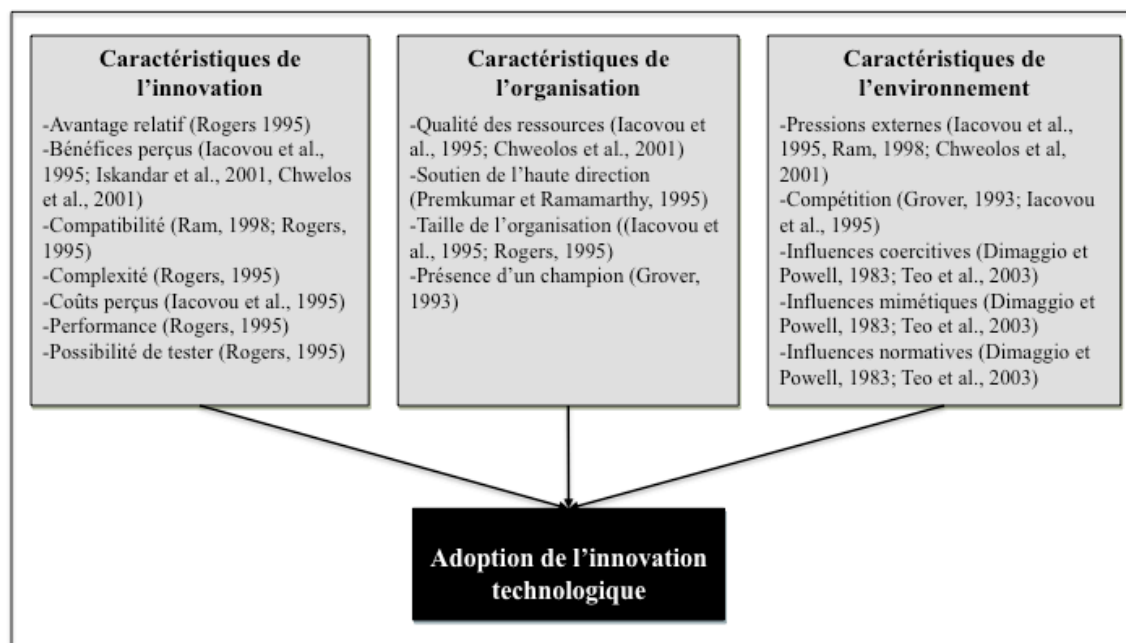 Caractéristiques de
l'innovation
-Avantage relatif (Rogers 1995)
-Bénéfices perçus (Iacovou et al.,
1995; Iskandar et al., 2001, Chwelos
et al., 2001)
-Compatibilité (Ram, 1998; Rogers,
1995)
-Complexité (Rogers, 1995)
-Coûts perçus (Iacovou et al., 1995)
-Performance (Rogers, 1995)
-Possibilité de tester (Rogers, 1995)
Caractéristiques de
l'organisation
-Qualité des ressources (Iacovou et
al., 1995; Chweolos et al., 2001)
-Soutien de l'haute direction
(Premkumar et Ramamarthy, 1995)
-Taille de l'organisation ((Iacovou et
al., 1995; Rogers, 1995)
-Présence d'un champion (Grover,
1993)
Caractéristiques de
l'environnement
-Pressions externes (Iacovou et al.,
1995, Ram, 1998; Chweolos et al,
2001)
-Compétition (Grover, 1993; Iacovou
et al., 1995)
-Influences coercitives (Dimaggio et
Powell, 1983; Teo et al., 2003)
-Influences mimétiques (Dimaggio et
Powell, 1983; Teo et al., 2003)
-Influences normatives (Dimaggio et
Powell, 1983; Teo et al., 2003)
Adoption de l'innovation
technologique